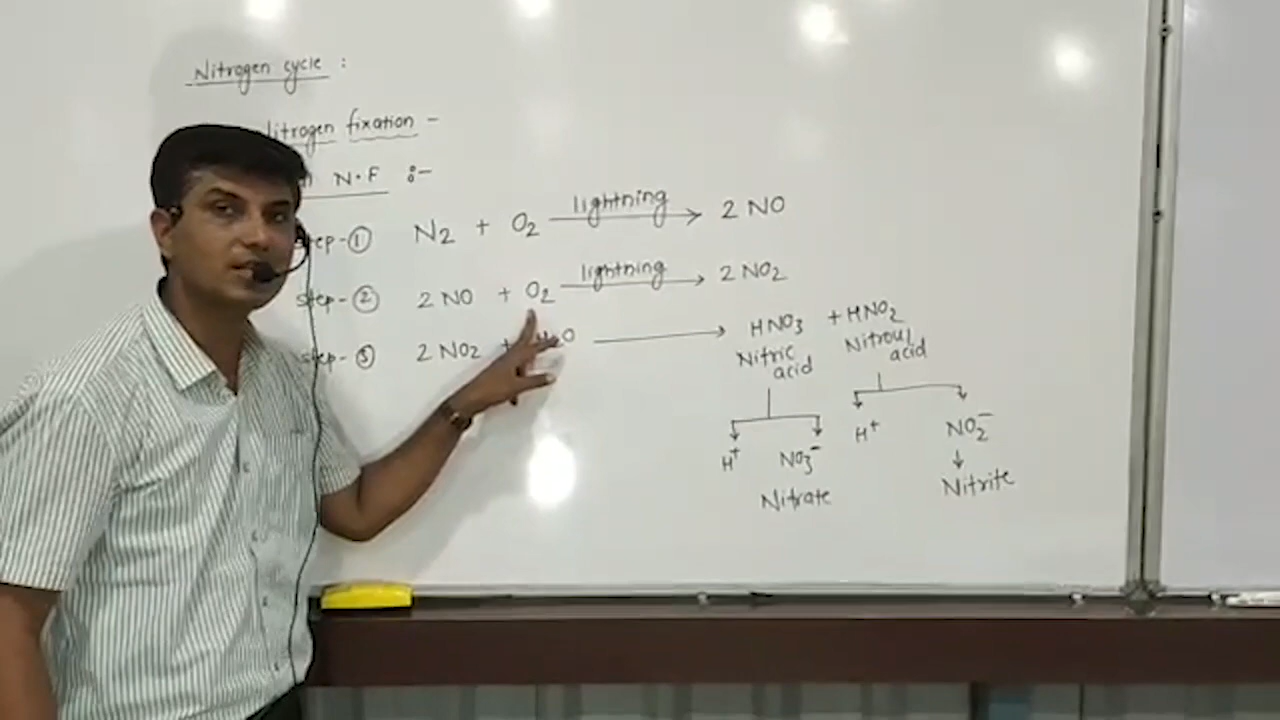 Nitrogen cycle :
itrogen fixation -
N.F :-
step-① N2 + O2 lightning → 2 NO
step-② 2 NO + O2 lightning → 2 NO2
step-③ 2 NO2 + H2O → HNO3 + HNO2
Nitric acid Nitrous acid
H+ NO3- H+ NO2-
Nitrate Nitrite